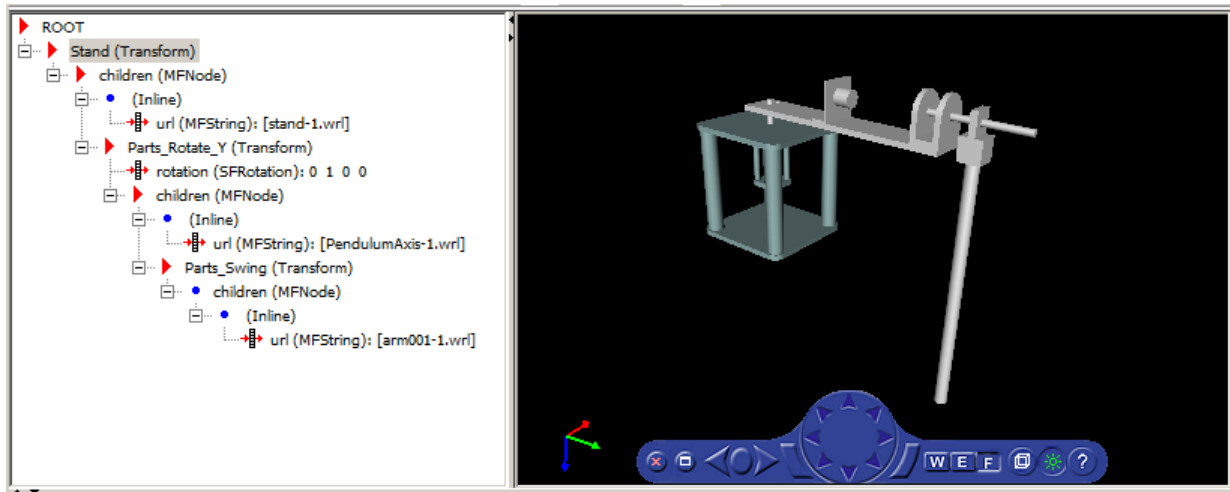 ROOT
Stand (Transform)
children (MFNode)
(Inline)
url (MFString): [stand-1.wrl]
Parts_Rotate_Y (Transform)
rotation (SFRotation): 0 1 0 0
children (MFNode)
(Inline)
url (MFString): [PendulumAxis-1.wrl]
Parts_Swing (Transform)
children (MFNode)
(Inline)
url (MFString): [arm001-1.wrl]
W E F ?